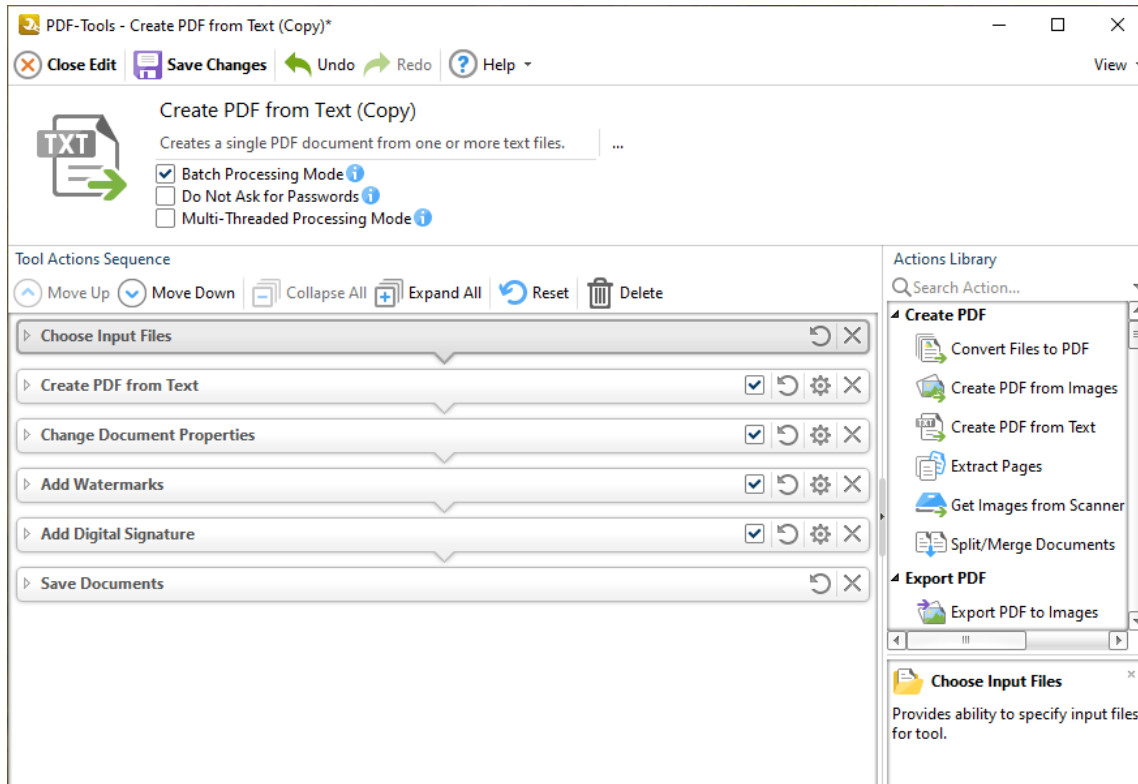 PDF-Tools - Create PDF from Text (Copy)*
Close Edit Save Changes Undo Redo ? Help View
Create PDF from Text (Copy)
TXT
Creates a single PDF document from one or more text files. ...
Batch Processing Mode i
Do Not Ask for Passwords i
Multi-Threaded Processing Mode i
Tool Actions Sequence
Move Up Move Down Collapse All Expand All Reset Delete
Choose Input Files
Create PDF from Text
Change Document Properties
Add Watermarks
Add Digital Signature
Save Documents
Actions Library
Search Action...
Create PDF
Convert Files to PDF
Create PDF from Images
TXT Create PDF from Text
Extract Pages
Get Images from Scanner
Split/Merge Documents
Export PDF
Export PDF to Images
Choose Input Files
Provides ability to specify input files
for tool.